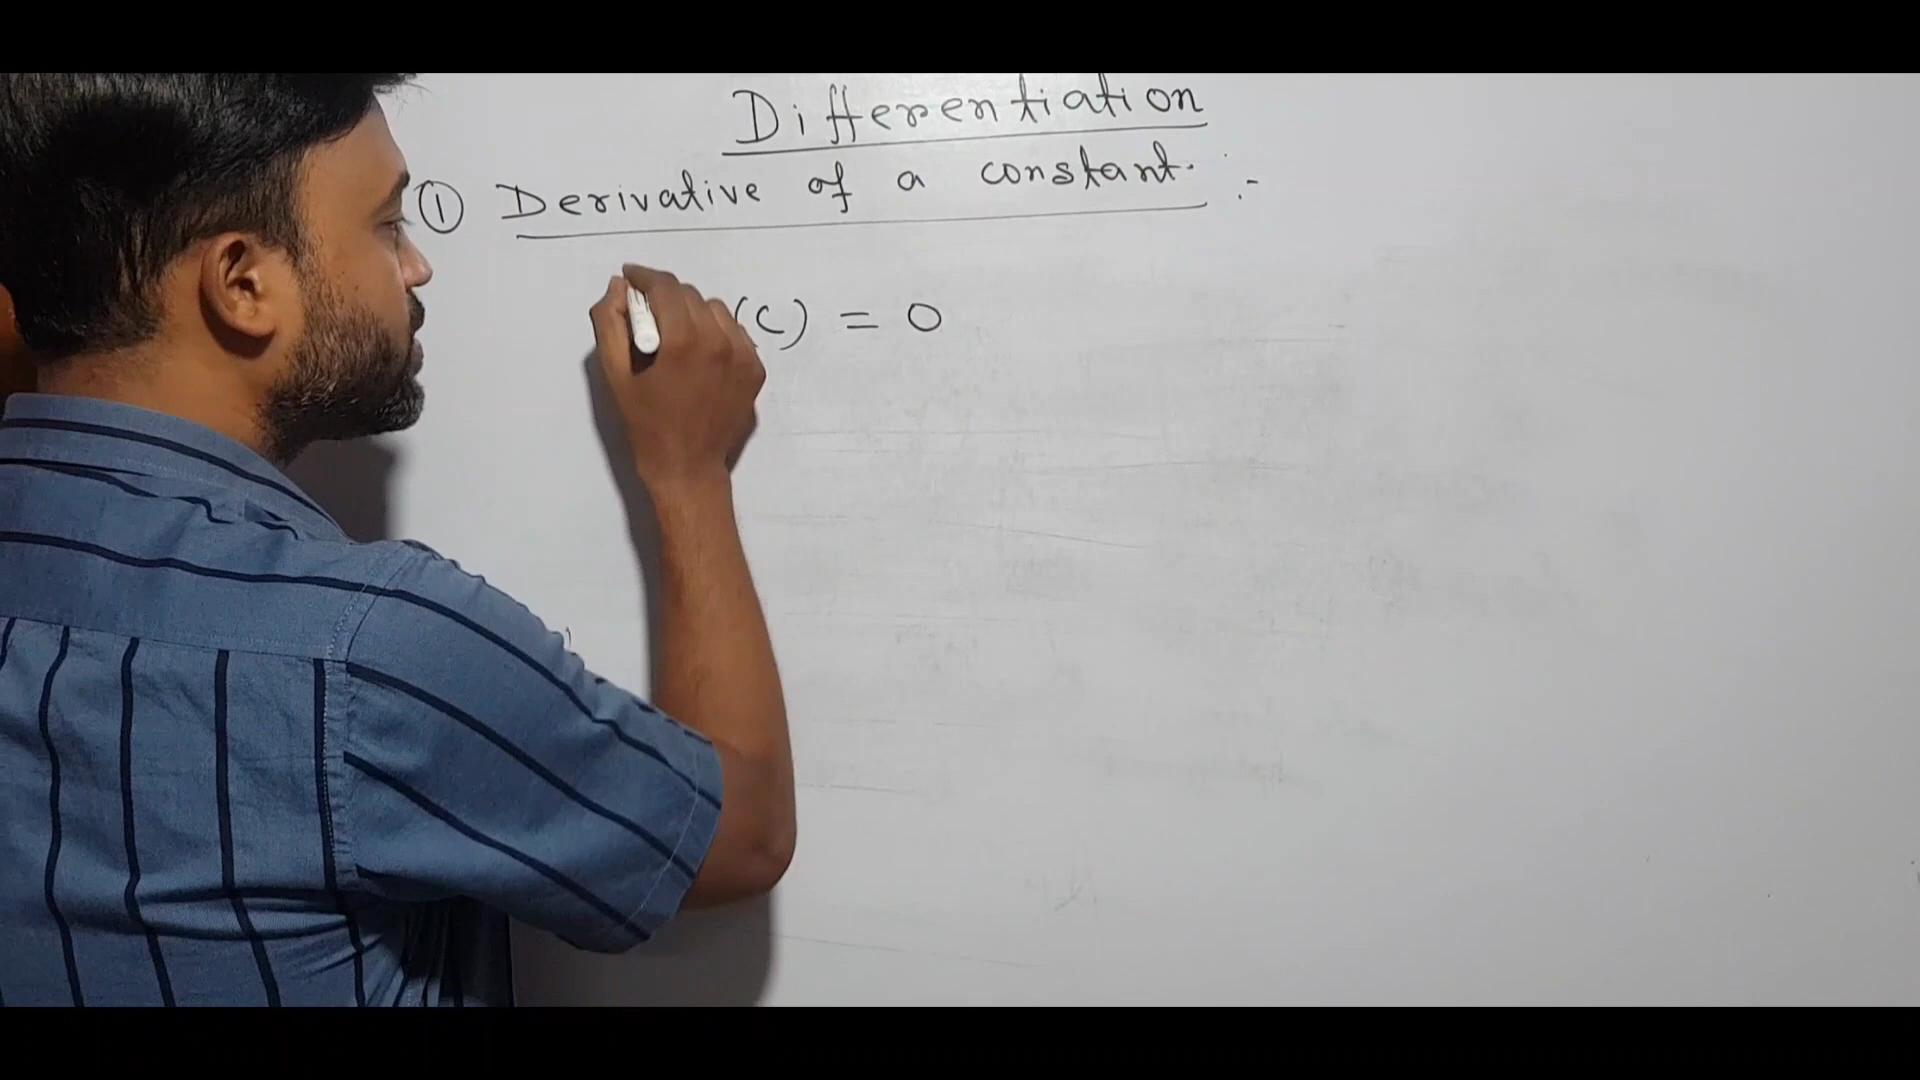 Differentiation
① Derivative of a constant. :-
(c) = 0